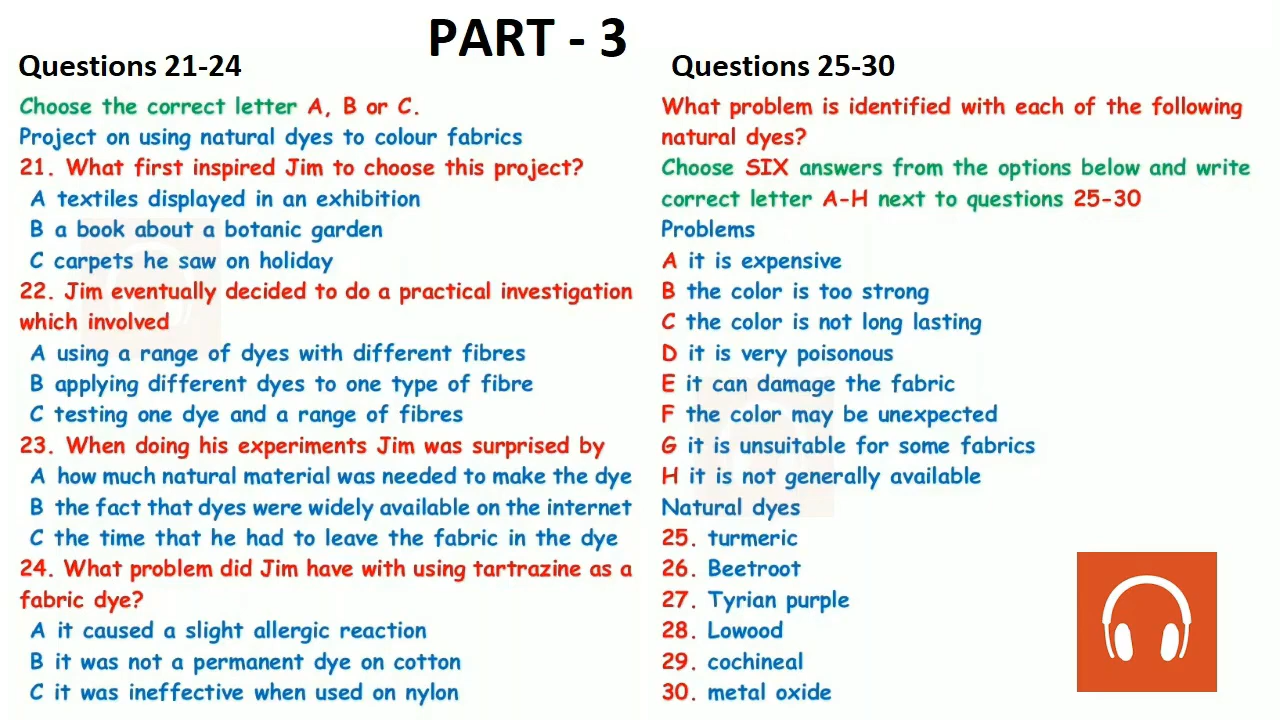 PART - 3
Questions 21-24
Choose the correct letter A, B or C.
Project on using natural dyes to colour fabrics
21. What first inspired Jim to choose this project?
A textiles displayed in an exhibition
B a book about a botanic garden
C carpets he saw on holiday
22. Jim eventually decided to do a practical investigation
which involved
A using a range of dyes with different fibres
B applying different dyes to one type of fibre
C testing one dye and a range of fibres
23. When doing his experiments Jim was surprised by
A how much natural material was needed to make the dye
B the fact that dyes were widely available on the internet
C the time that he had to leave the fabric in the dye
24. What problem did Jim have with using tartrazine as a
fabric dye?
A it caused a slight allergic reaction
B it was not a permanent dye on cotton
C it was ineffective when used on nylon
Questions 25-30
What problem is identified with each of the following
natural dyes?
Choose SIX answers from the options below and write
correct letter A-H next to questions 25-30
Problems
A it is expensive
B the color is too strong
C the color is not long lasting
D it is very poisonous
E it can damage the fabric
F the color may be unexpected
G it is unsuitable for some fabrics
H it is not generally available
Natural dyes
25. turmeric
26. Beetroot
27. Tyrian purple
28. Lowood
29. cochineal
30. metal oxide